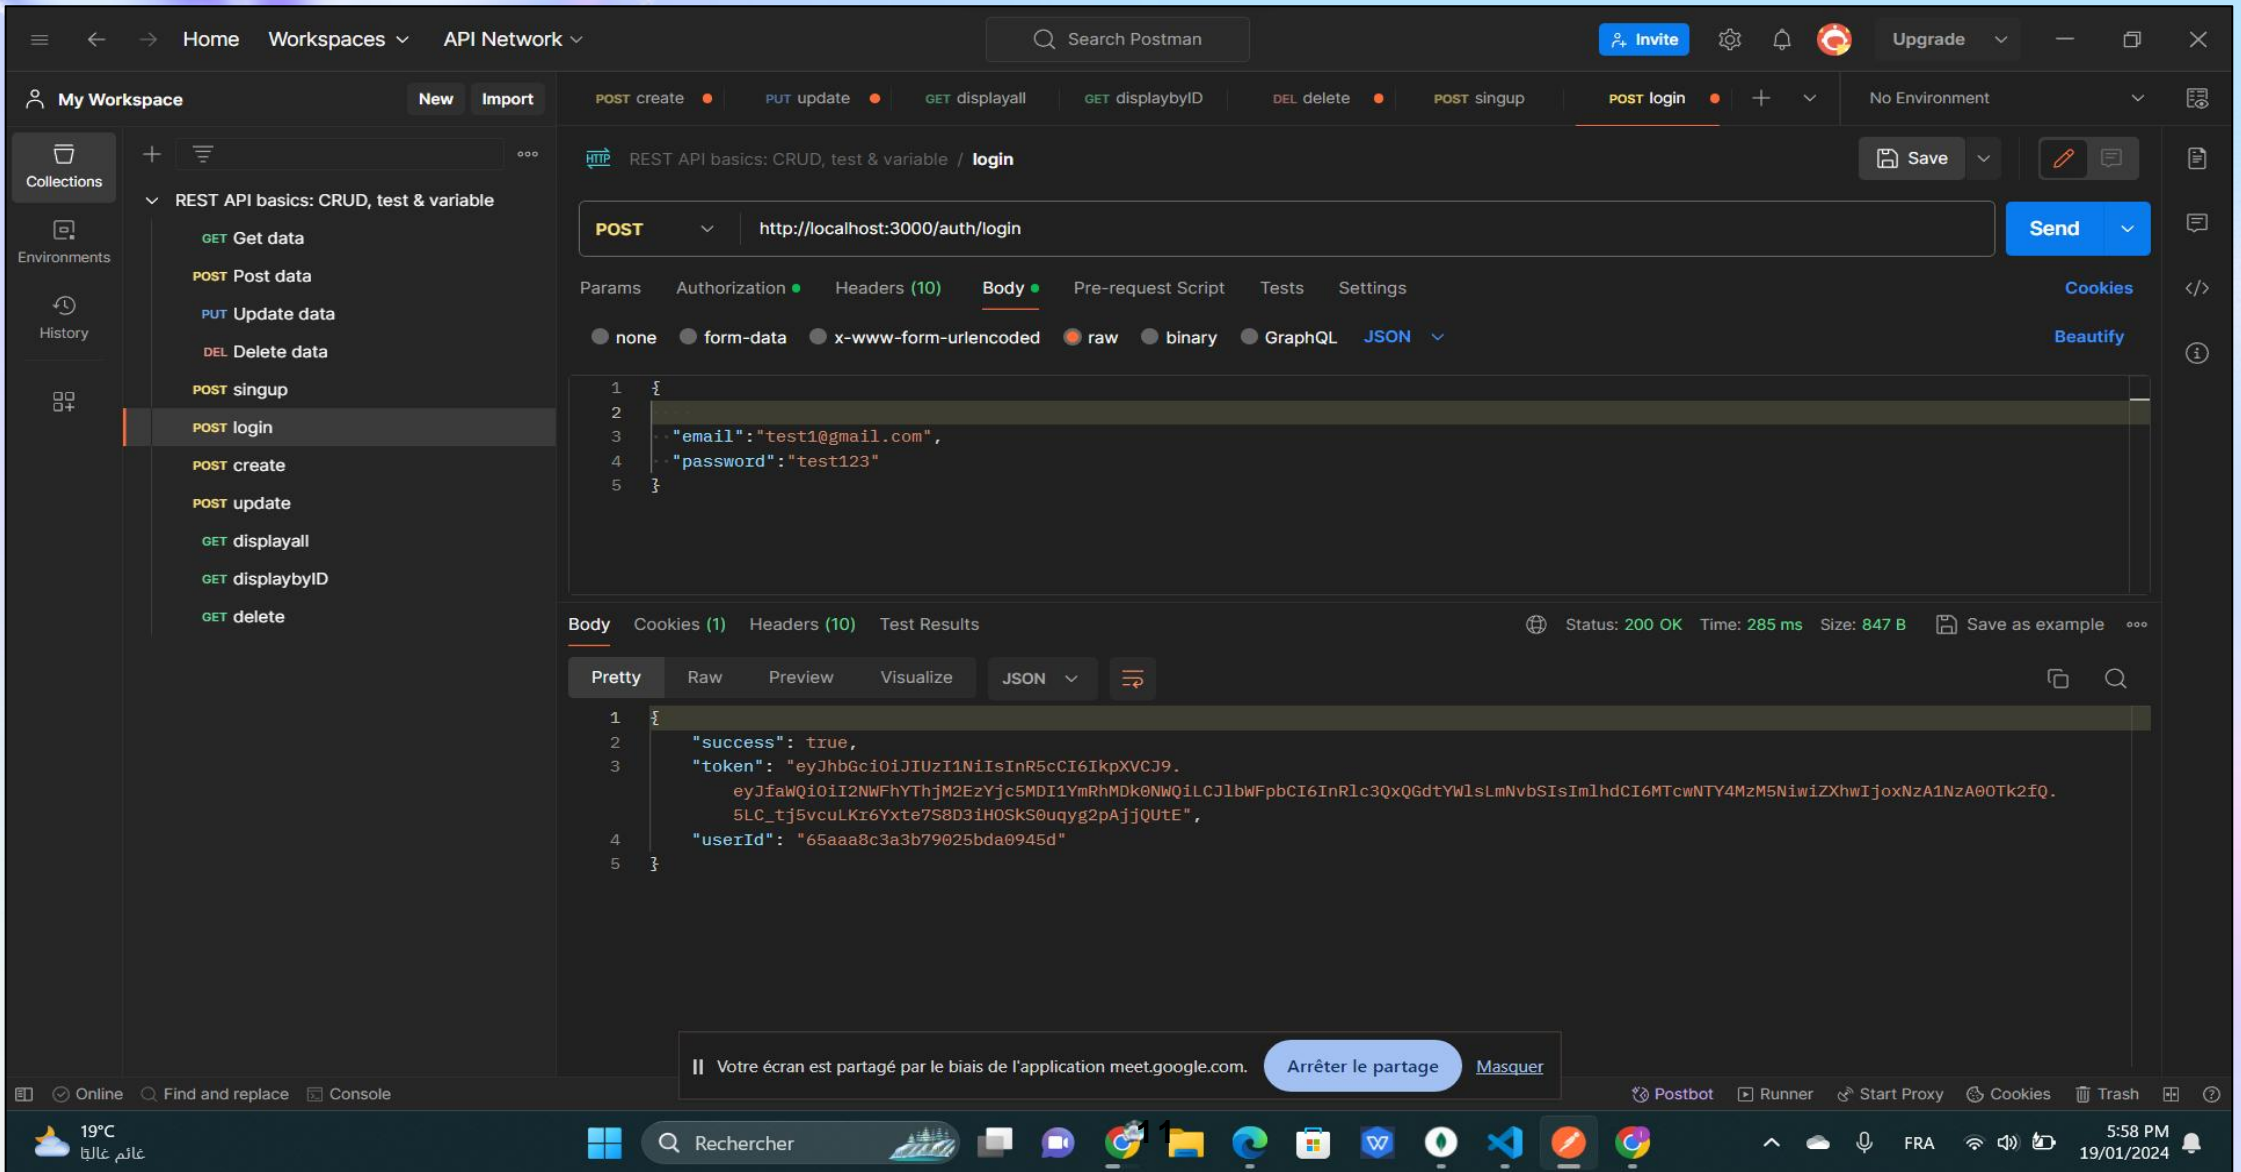 Home Workspaces API Network Search Postman Invite Upgrade
My Workspace New Import POST create PUT update GET displayall GET displaybyID DEL delete POST singup POST login No Environment
Collections
Environments
History
REST API basics: CRUD, test & variable
GET Get data
POST Post data
PUT Update data
DEL Delete data
POST singup
POST login
POST create
POST update
GET displayall
GET displaybyID
GET delete
HTTP REST API basics: CRUD, test & variable / login Save
POST http://localhost:3000/auth/login Send
Params Authorization Headers (10) Body Pre-request Script Tests Settings Cookies
none form-data x-www-form-urlencoded raw binary GraphQL JSON Beautify
1 {
2
3 "email":"test1@gmail.com",
4 "password":"test123"
5 }
Body Cookies (1) Headers (10) Test Results Status: 200 OK Time: 285 ms Size: 847 B Save as example
Pretty Raw Preview Visualize JSON
1 {
2 "success": true,
3 "token": "eyJhbGciOiJIUzI1NiIsInR5cCI6IkpXVCJ9.
eyJfaWQiOiI2NWFhYThjM2EzYjc5MDI1YmRhMDk0NWQiLCJlbWFpbCI6InRlc3QxQGdtYWlsLmNvbSIsImlhdCI6MTcwNTY4MzM5NiwiZXhwIjoxNzA1NzA0OTk2fQ.
5LC_tj5vcuLKr6Yxte7S8D3iHOSkS0uqyg2pAjjQUtE",
4 "userId": "65aaa8c3a3b79025bda0945d"
5 }
Votre écran est partagé par le biais de l'application meet.google.com. Arrêter le partage Masquer
Online Find and replace Console Postbot Runner Start Proxy Cookies Trash
19°C
غائم غالبًا
Rechercher
11
FRA
5:58 PM
19/01/2024